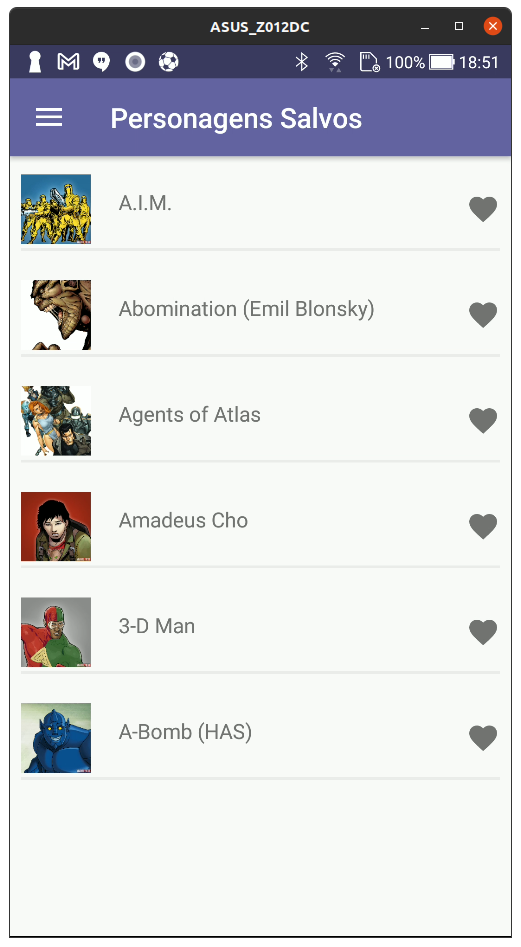 ASUS_Z012DC
100% 18:51
Personagens Salvos
A.I.M.
Abomination (Emil Blonsky)
Agents of Atlas
Amadeus Cho
3-D Man
A-Bomb (HAS)